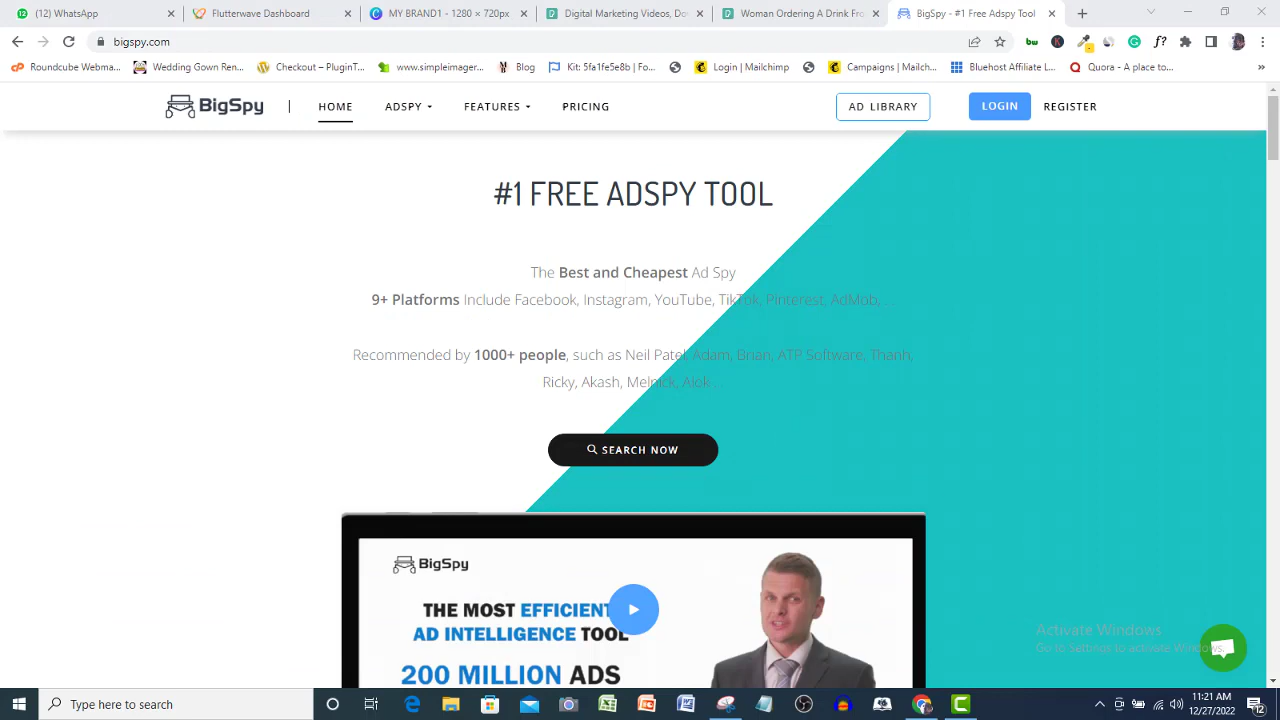 (12) WhatsApp
Flutterwave Dashboard
MY BRAND1 - 1280 × 720px
Digital Marketing Videos, Dov
Woman Ordering A Drink Fro
BigSpy - #1 Free AdSpy Tool
bigspy.com
Roundcube Webma...
Wedding Gown Ren...
Checkout – PluginT...
www.simpleimager...
Blog
Kit: 5fa1fe5e8b | Fo...
Login | Mailchimp
Campaigns | Mailch...
Bluehost Affiliate L...
Quora - A place to...
»
BigSpy
HOME
ADSPY
FEATURES
PRICING
AD LIBRARY
LOGIN
REGISTER
#1 FREE ADSPY TOOL
The Best and Cheapest Ad Spy
9+ Platforms Include Facebook, Instagram, YouTube, TikTok, Pinterest, AdMob, ...
Recommended by 1000+ people, such as Neil Patel, Adam, Brian, ATP Software, Thanh,
Ricky, Akash, Melnick, Alok ...
SEARCH NOW
BigSpy
THE MOST EFFICIENT
AD INTELLIGENCE TOOL
200 MILLION ADS
Activate Windows
Go to Settings to activate Windows.
Type here to search
11:21 AM
12/27/2022